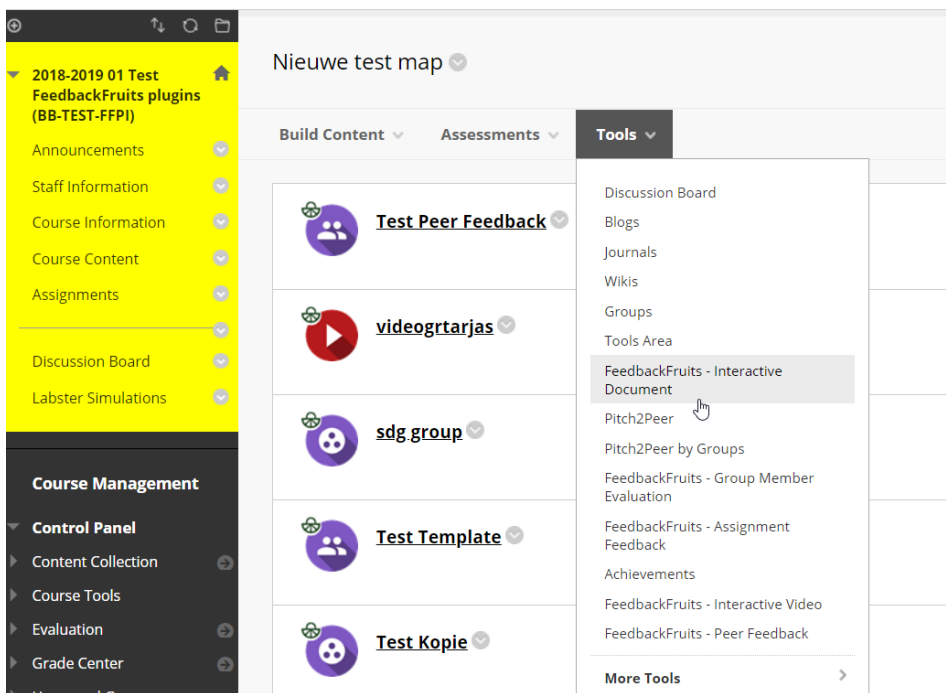 2018-2019 01 Test
FeedbackFruits plugins
(BB-TEST-FFPI)
Announcements
Staff Information
Course Information
Course Content
Assignments
Discussion Board
Labster Simulations
Course Management
Control Panel
Content Collection
Course Tools
Evaluation
Grade Center
Nieuwe test map
Build Content
Assessments
Tools
Test Peer Feedback
videogrtarjas
sdg group
Test Template
Test Kopie
Discussion Board
Blogs
Journals
Wikis
Groups
Tools Area
FeedbackFruits - Interactive
Document
Pitch2Peer
Pitch2Peer by Groups
FeedbackFruits - Group Member
Evaluation
FeedbackFruits - Assignment
Feedback
Achievements
FeedbackFruits - Interactive Video
FeedbackFruits - Peer Feedback
More Tools